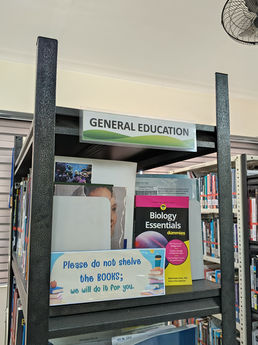 GENERAL EDUCATION
Biology
Essentials
dummies
Please do not shelve
the BOOKS;
we will do it for you.